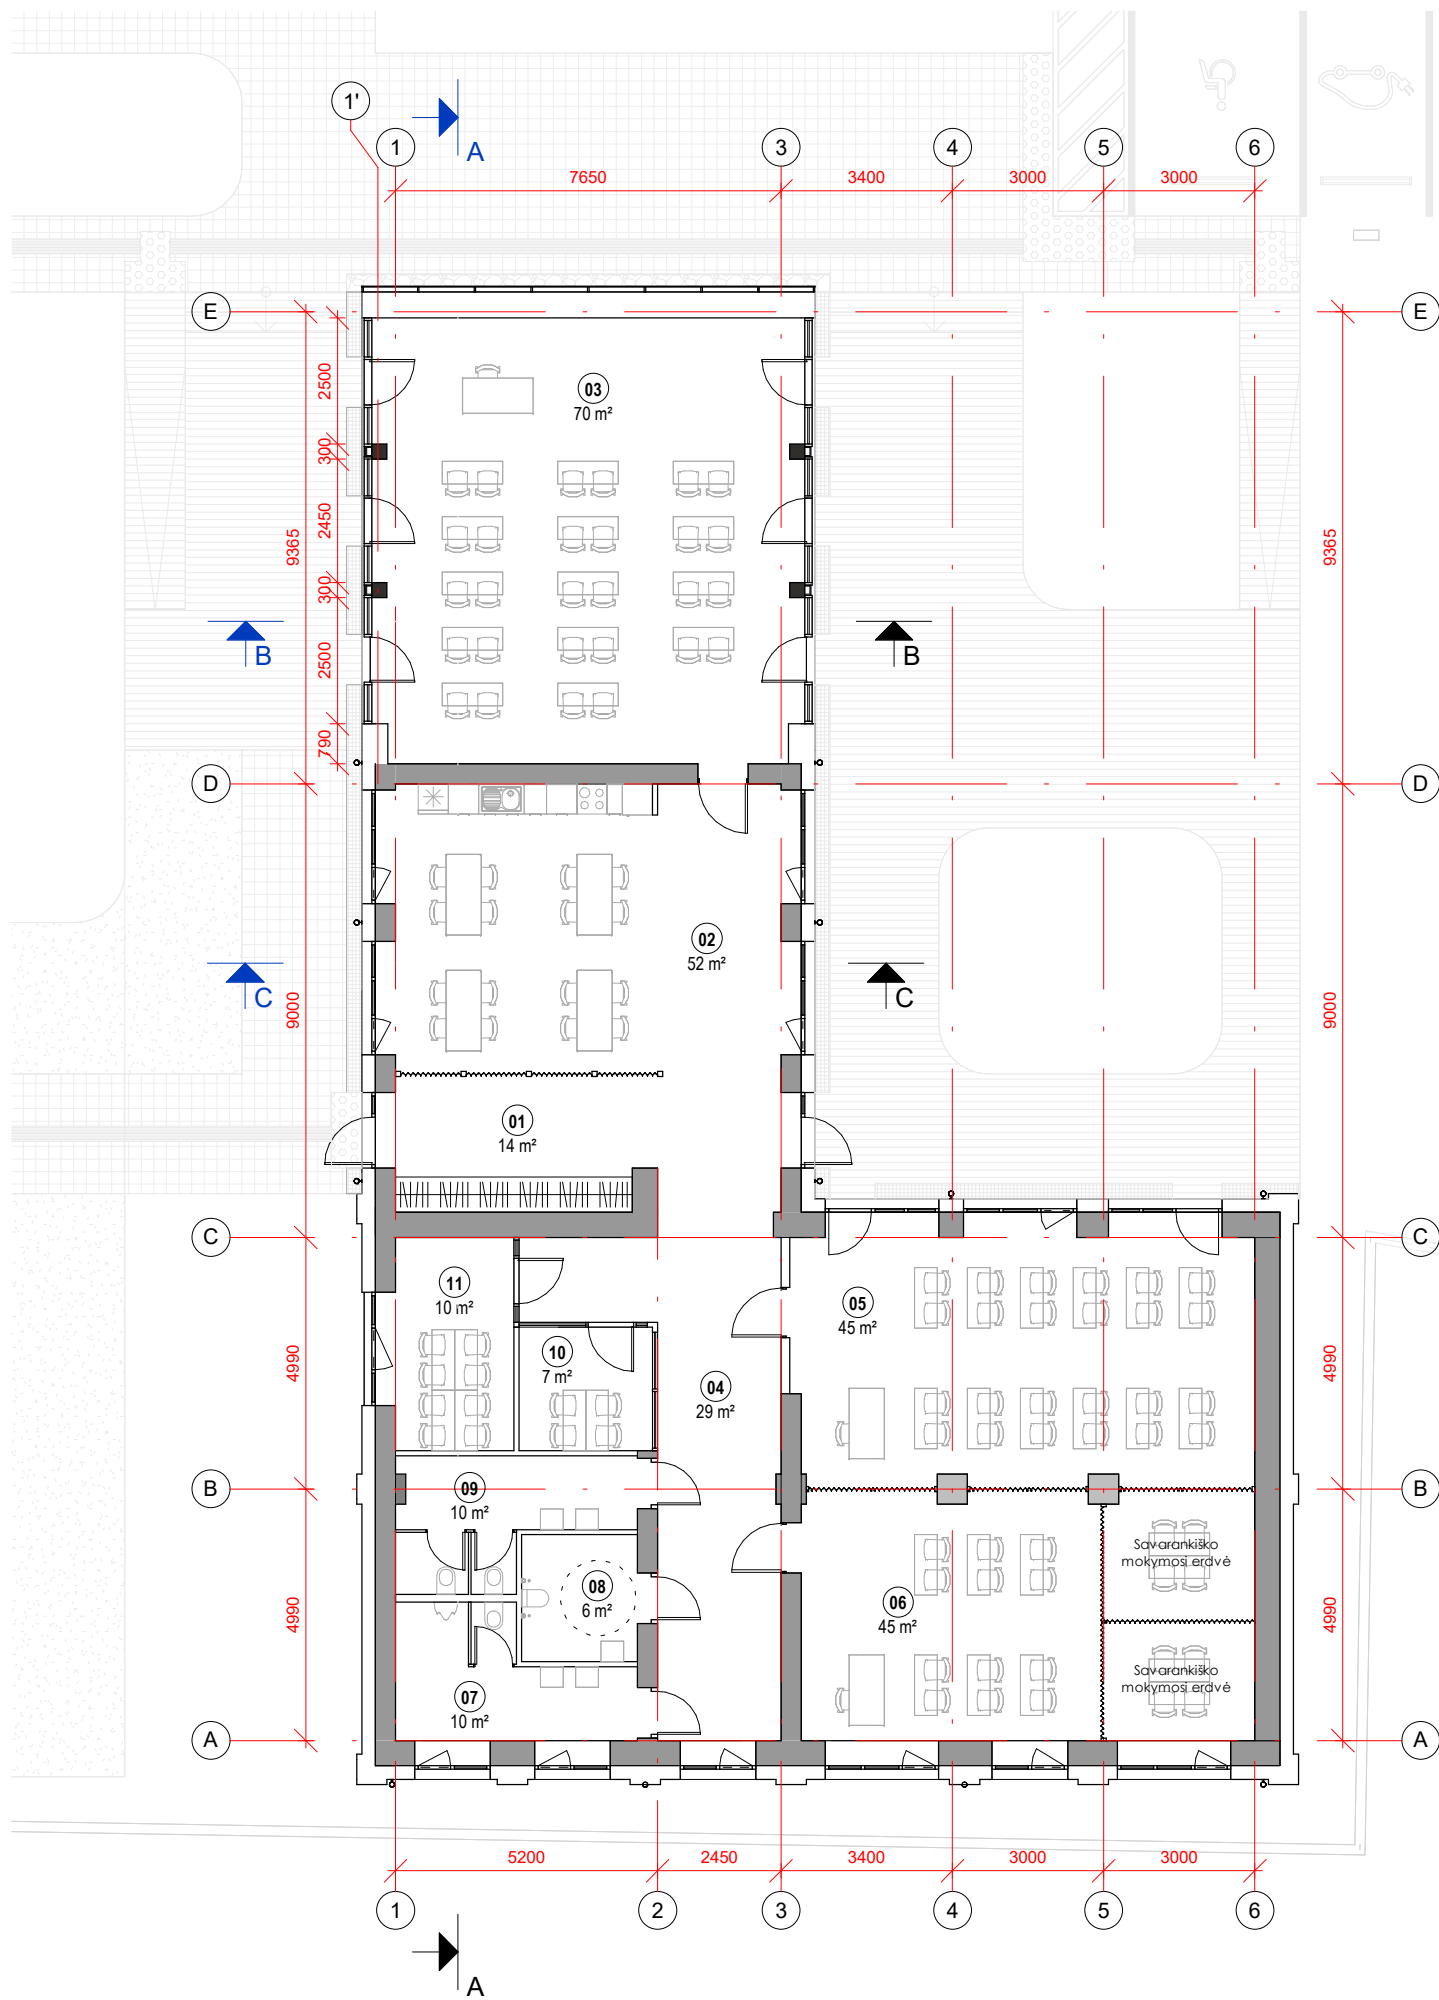 1'
A
1
3
4
5
6
7650
3400
3000
3000
E
E
2500
03
70 m²
300
2450
9365
9365
300
B
B
2500
790
D
D
02
52 m²
C
C
9000
9000
01
14 m²
C
C
11
10 m²
05
45 m²
10
7 m²
4990
4990
04
29 m²
B
B
09
10 m²
Savarankiško
mokymosi erdvė
08
6 m²
06
45 m²
4990
4990
Savarankiško
mokymosi erdvė
07
10 m²
A
A
5200
2450
3400
3000
3000
1
2
3
4
5
6
A